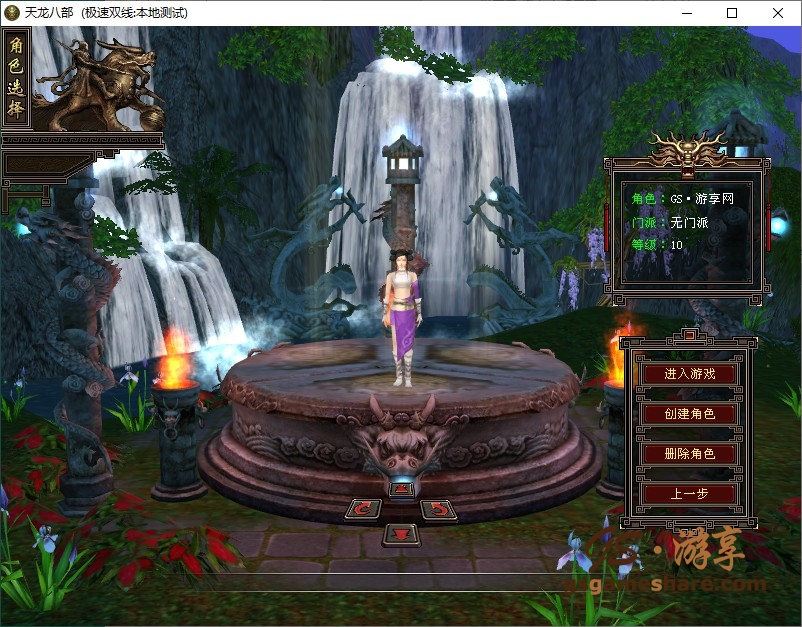 天龙八部 (极速双线:本地测试)
角色选择
角色：GS·游享网
门派：无门派
等级：10
进入游戏
创建角色
删除角色
上一步
GS·游享
gameshare.com